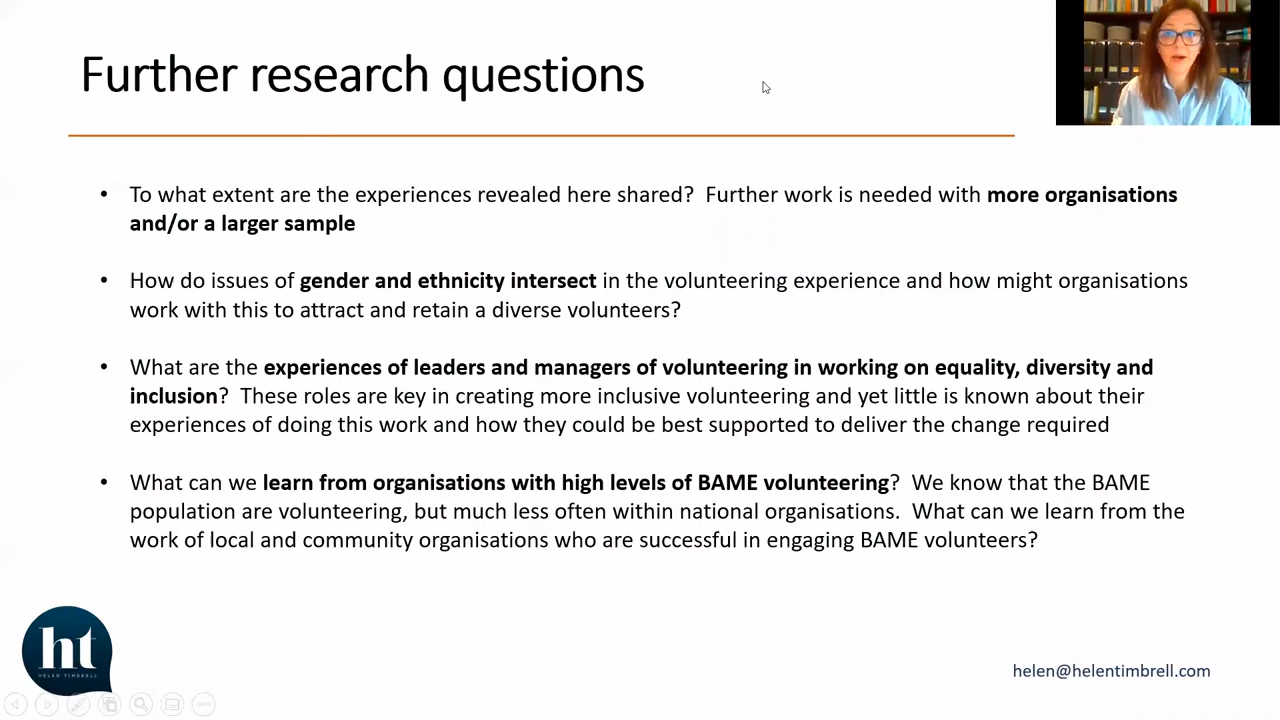 Further research questions
• To what extent are the experiences revealed here shared?  Further work is needed with more organisations
and/or a larger sample
• How do issues of gender and ethnicity intersect in the volunteering experience and how might organisations
work with this to attract and retain a diverse volunteers?
• What are the experiences of leaders and managers of volunteering in working on equality, diversity and
inclusion?  These roles are key in creating more inclusive volunteering and yet little is known about their
experiences of doing this work and how they could be best supported to deliver the change required
• What can we learn from organisations with high levels of BAME volunteering?  We know that the BAME
population are volunteering, but much less often within national organisations.  What can we learn from the
work of local and community organisations who are successful in engaging BAME volunteers?
ht
HELEN TIMBRELL
helen@helentimbrell.com